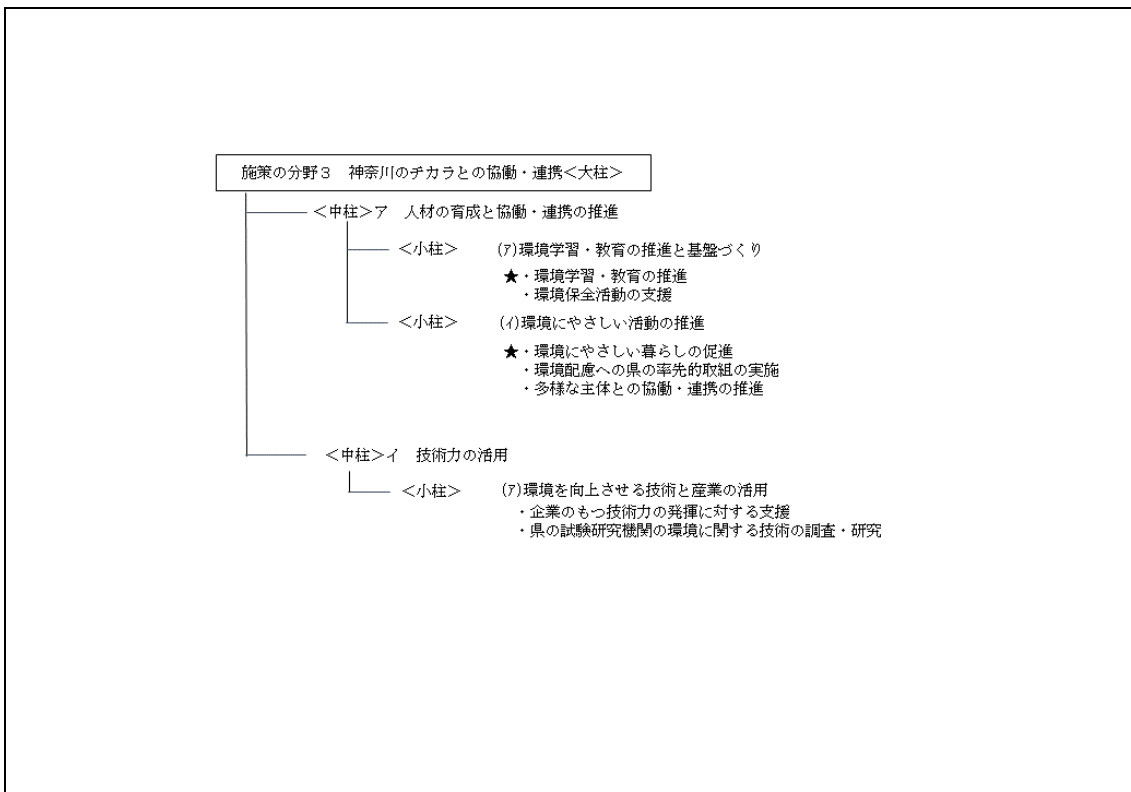 施策の分野３　神奈川のチカラとの協働・連携＜大柱＞
＜中柱＞ア　人材の育成と協働・連携の推進
＜小柱＞　(ｱ)環境学習・教育の推進と基盤づくり
★・環境学習・教育の推進
・環境保全活動の支援
＜小柱＞　(ｲ)環境にやさしい活動の推進
★・環境にやさしい暮らしの促進
・環境配慮への県の率先的取組の実施
・多様な主体との協働・連携の推進
＜中柱＞イ　技術力の活用
＜小柱＞　(ｱ)環境を向上させる技術と産業の活用
・企業のもつ技術力の発揮に対する支援
・県の試験研究機関の環境に関する技術の調査・研究